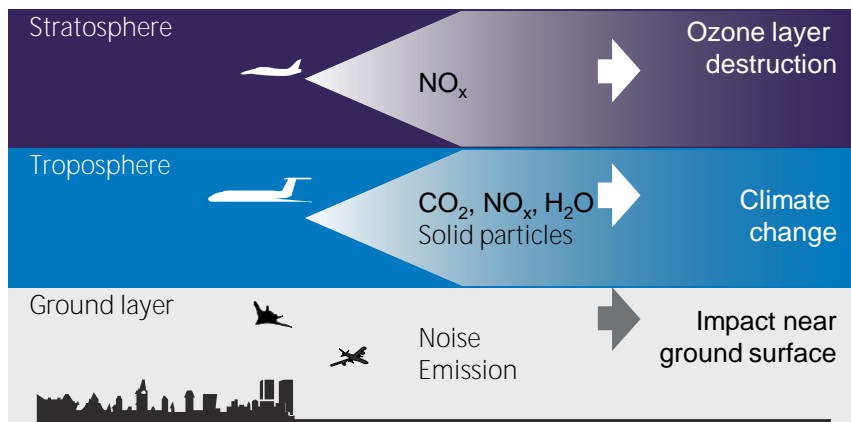 Stratosphere
NOₓ
Ozone layer
destruction
Troposphere
CO₂, NOₓ, H₂O
Solid particles
Climate
change
Ground layer
Noise
Emission
Impact near
ground surface